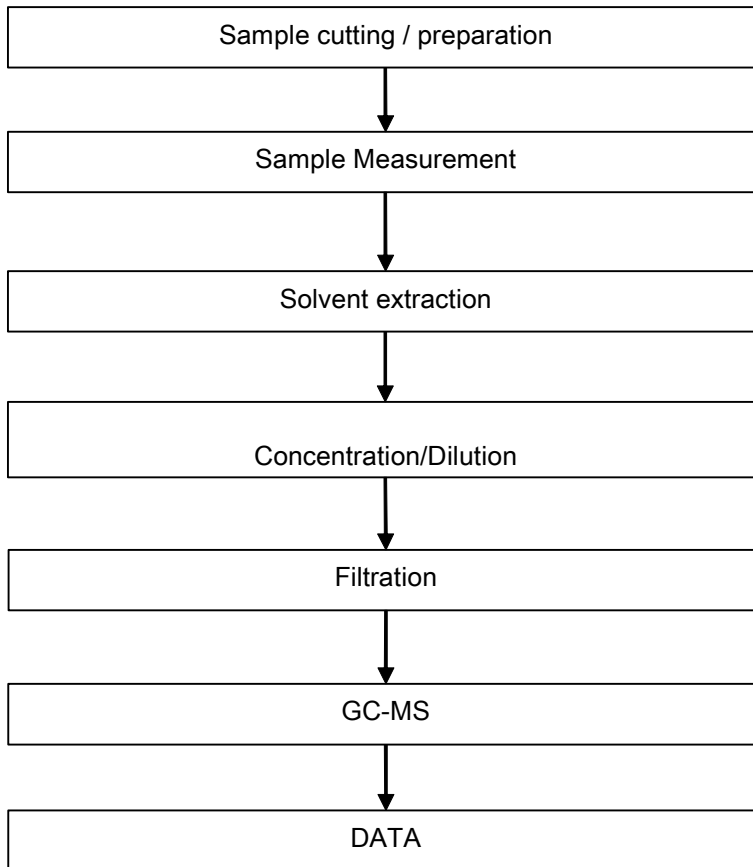 Sample cutting / preparation
Sample Measurement
Solvent extraction
Concentration/Dilution
Filtration
GC-MS
DATA